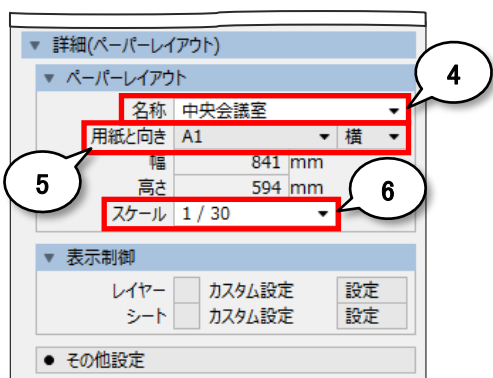 詳細(ペーパーレイアウト)
ペーパーレイアウト
4
名称 中央会議室
用紙と向き A1 横
5
幅 841 mm
高さ 594 mm
6
スケール 1 / 30
表示制御
レイヤー カスタム設定 設定
シート カスタム設定 設定
その他設定